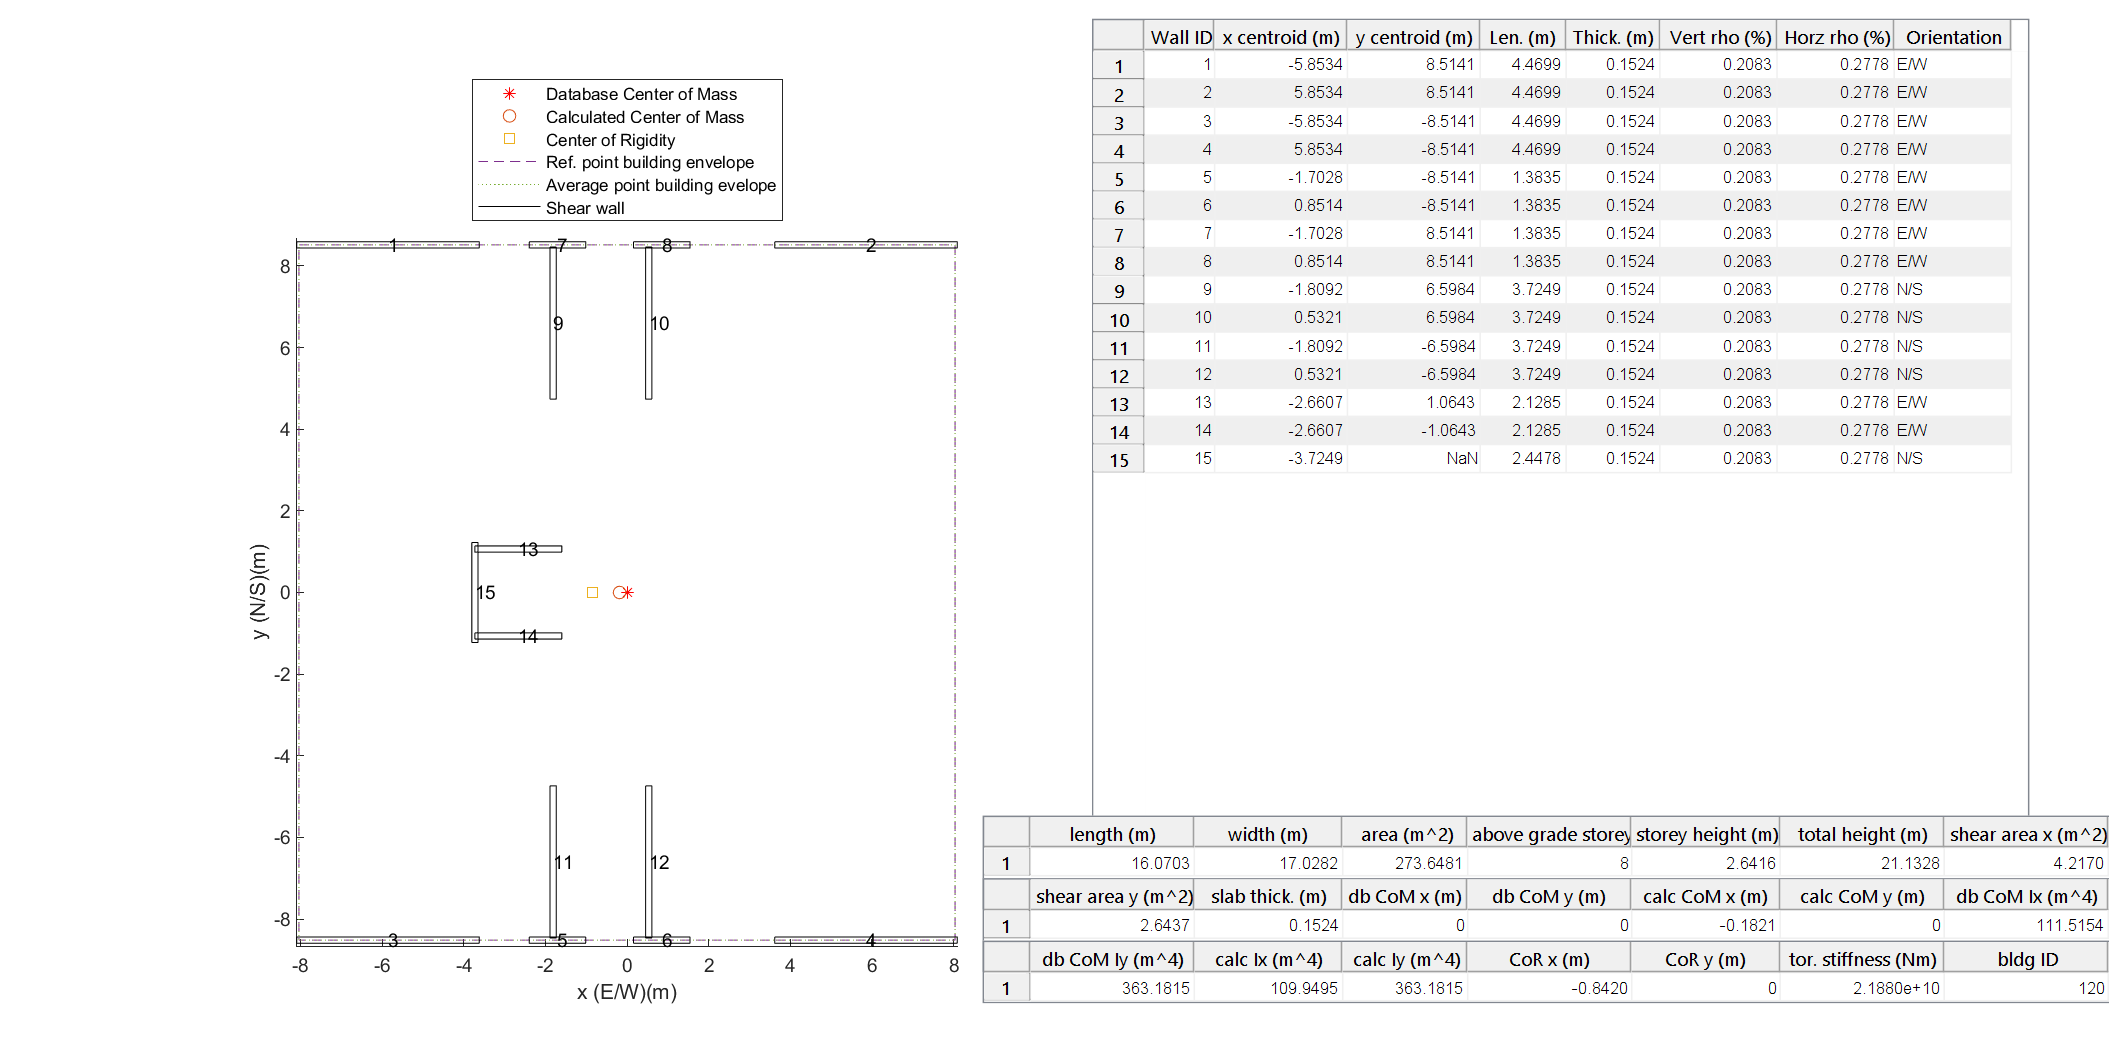 Database Center of Mass
Calculated Center of Mass
Center of Rigidity
Ref. point building envelope
Average point building evelope
Shear wall
1 7 8 2
8
9 10
6
4
2
13
y (N/S)(m) 0 15
14
-2
-4
-6
11 12
-8
3 5 6 4
-8 -6 -4 -2 0 2 4 6 8
x (E/W)(m)
Wall ID x centroid (m) y centroid (m) Len. (m) Thick. (m) Vert rho (%) Horz rho (%) Orientation
1 1 -5.8534 8.5141 4.4699 0.1524 0.2083 0.2778 E/W
2 2 5.8534 8.5141 4.4699 0.1524 0.2083 0.2778 E/W
3 3 -5.8534 -8.5141 4.4699 0.1524 0.2083 0.2778 E/W
4 4 5.8534 -8.5141 4.4699 0.1524 0.2083 0.2778 E/W
5 5 -1.7028 -8.5141 1.3835 0.1524 0.2083 0.2778 E/W
6 6 0.8514 -8.5141 1.3835 0.1524 0.2083 0.2778 E/W
7 7 -1.7028 8.5141 1.3835 0.1524 0.2083 0.2778 E/W
8 8 0.8514 8.5141 1.3835 0.1524 0.2083 0.2778 E/W
9 9 -1.8092 6.5984 3.7249 0.1524 0.2083 0.2778 N/S
10 10 0.5321 6.5984 3.7249 0.1524 0.2083 0.2778 N/S
11 11 -1.8092 -6.5984 3.7249 0.1524 0.2083 0.2778 N/S
12 12 0.5321 -6.5984 3.7249 0.1524 0.2083 0.2778 N/S
13 13 -2.6607 1.0643 2.1285 0.1524 0.2083 0.2778 E/W
14 14 -2.6607 -1.0643 2.1285 0.1524 0.2083 0.2778 E/W
15 15 -3.7249 NaN 2.4478 0.1524 0.2083 0.2778 N/S
length (m) width (m) area (m^2) above grade storey storey height (m) total height (m) shear area x (m^2)
1 16.0703 17.0282 273.6481 8 2.6416 21.1328 4.2170
shear area y (m^2) slab thick. (m) db CoM x (m) db CoM y (m) calc CoM x (m) calc CoM y (m) db CoM Ix (m^4)
1 2.6437 0.1524 0 0 -0.1821 0 111.5154
db CoM Iy (m^4) calc Ix (m^4) calc Iy (m^4) CoR x (m) CoR y (m) tor. stiffness (Nm) bldg ID
1 363.1815 109.9495 363.1815 -0.8420 0 2.1880e+10 120